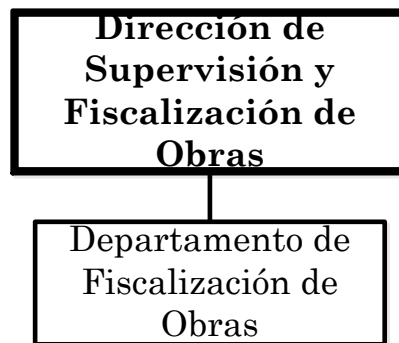 Dirección de
Supervisión y
Fiscalización de
Obras
Departamento de
Fiscalización de
Obras